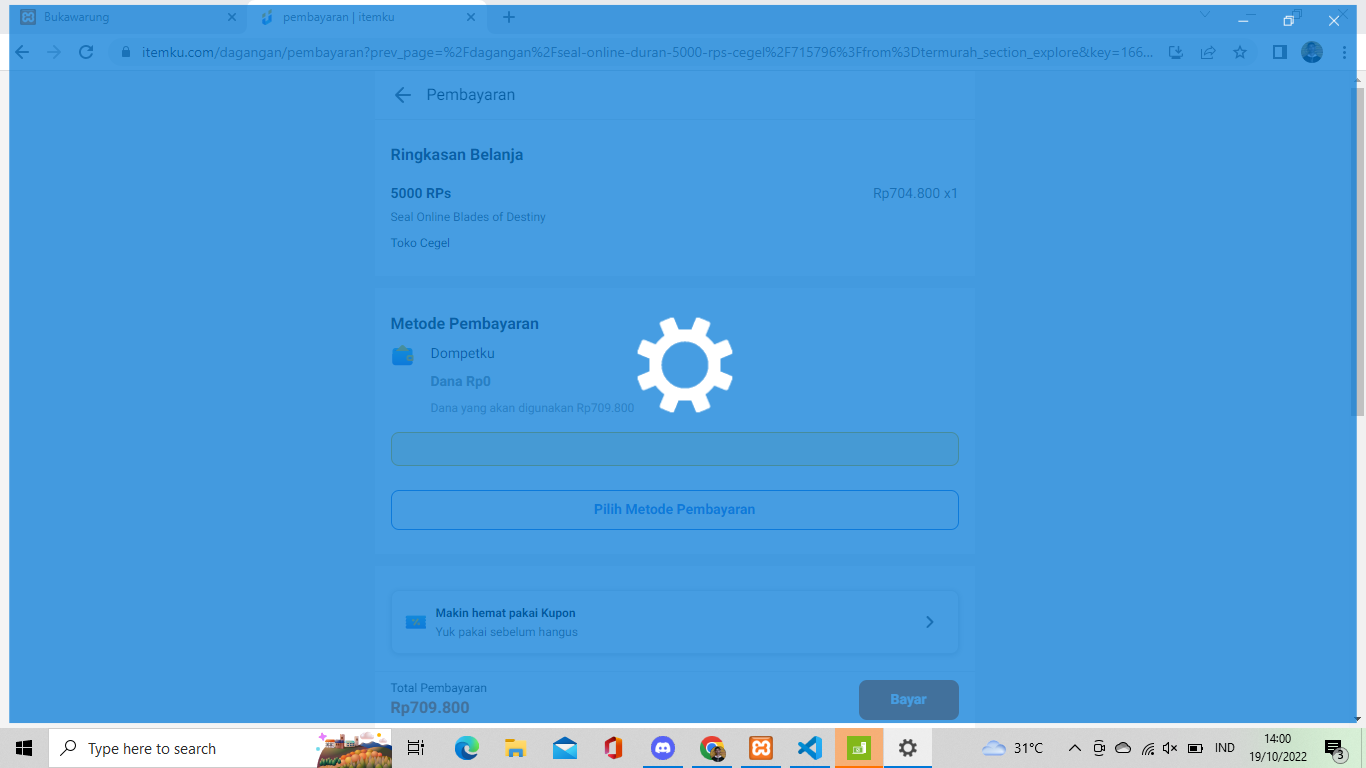 Bukawarung
pembayaran | itemku
itemku.com/dagangan/pembayaran?prev_page=%2Fdagangan%2Fseal-online-duran-5000-rps-cegel%2F715796%3Ffrom%3Dtermurah_section_explore&key=166...
Pembayaran
Ringkasan Belanja
5000 RPs Rp704.800 x1
Seal Online Blades of Destiny
Toko Cegel
Metode Pembayaran
Dompetku
Dana Rp0
Dana yang akan digunakan Rp709.800
Pilih Metode Pembayaran
Makin hemat pakai Kupon
Yuk pakai sebelum hangus
Total Pembayaran
Rp709.800
Bayar
Type here to search
31°C
IND
14:00
19/10/2022
3